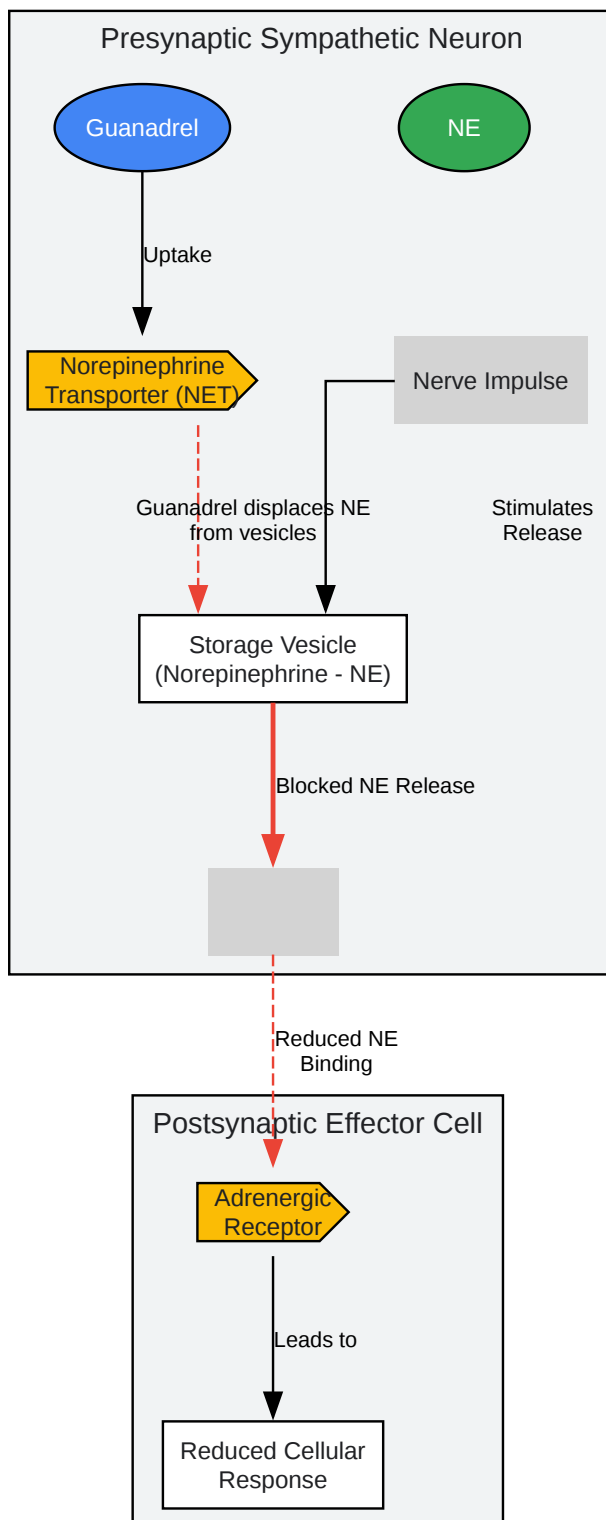 Presynaptic Sympathetic Neuron
Guanadrel
NE
Uptake
Norepinephrine
Transporter (NET)
Nerve Impulse
Guanadrel displaces NE
from vesicles
Stimulates
Release
Storage Vesicle
(Norepinephrine - NE)
Blocked NE Release
Reduced NE
Binding
Postsynaptic Effector Cell
Adrenergic
Receptor
Leads to
Reduced Cellular
Response